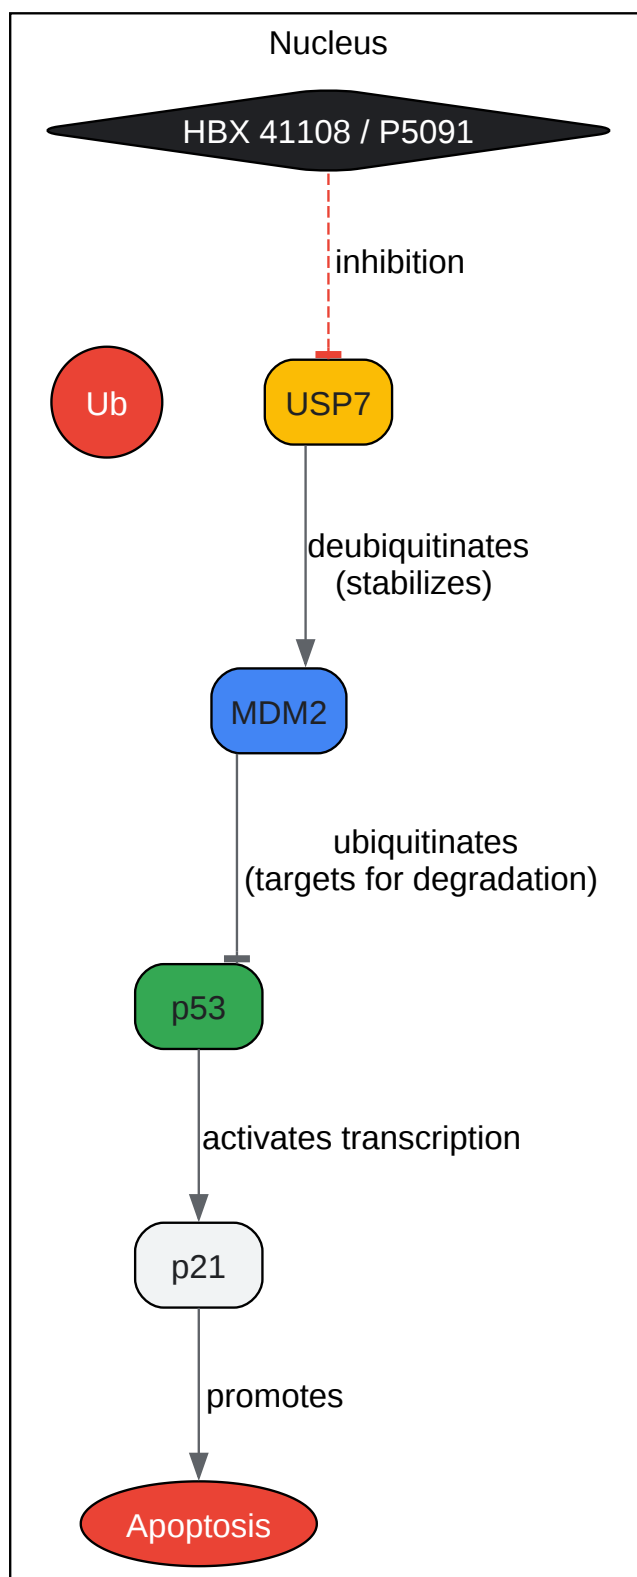 Nucleus
HBX 41108 / P5091
inhibition
Ub
USP7
deubiquitinates
(stabilizes)
MDM2
ubiquitinates
(targets for degradation)
p53
activates transcription
p21
promotes
Apoptosis